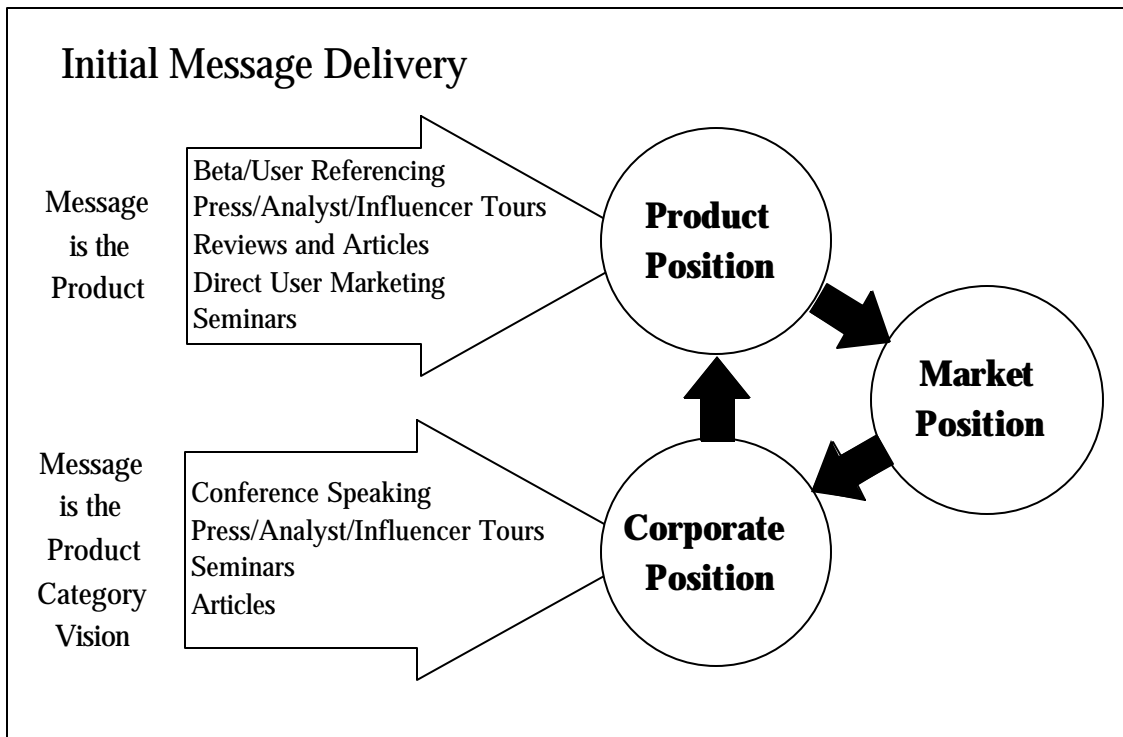 Initial Message Delivery
Message
is the
Product
Beta/User Referencing
Press/Analyst/Influencer Tours
Reviews and Articles
Direct User Marketing
Seminars
Product
Position
Market
Position
Message
is the
Product
Category
Vision
Conference Speaking
Press/Analyst/Influencer Tours
Seminars
Articles
Corporate
Position